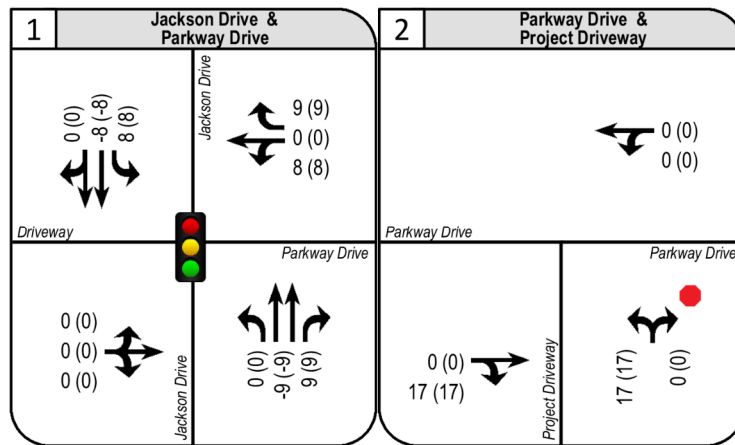 1
Jackson Drive &
Parkway Drive
0 (0)
-8 (-8)
8 (8)
Jackson Drive
9 (9)
0 (0)
8 (8)
Driveway
Parkway Drive
0 (0)
0 (0)
0 (0)
Jackson Drive
0 (0)
-9 (-9)
9 (9)
2
Parkway Drive &
Project Driveway
0 (0)
0 (0)
Parkway Drive
Parkway Drive
0 (0)
17 (17)
Project Driveway
17 (17)
0 (0)